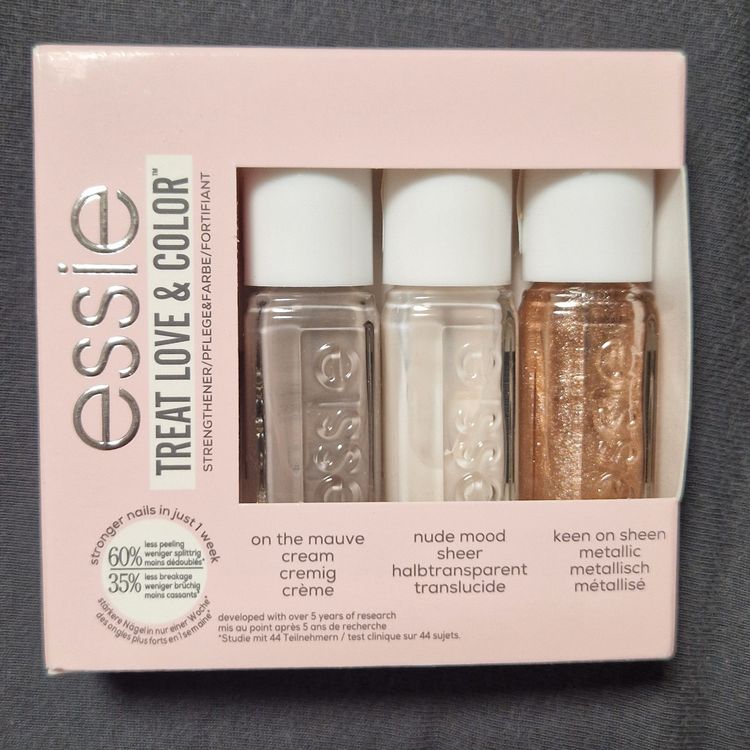 essie
TREAT LOVE & COLOR™
STRENGTHENER/PFLEGE&FARBE/FORTIFIANT
essie
essie
essie
stronger nails in just 1 week
60% less peeling
weniger splittrig
moins dédoublés*
35% less breakage
weniger brüchig
moins cassants*
stärkere Nägel in nur einer Woche*
des ongles plus forts en 1 semaine*
on the mauve
cream
cremig
crème
nude mood
sheer
halbtransparent
translucide
keen on sheen
metallic
metallisch
métallisé
developed with over 5 years of research
mis au point après 5 ans de recherche
*Studie mit 44 Teilnehmern / test clinique sur 44 sujets.